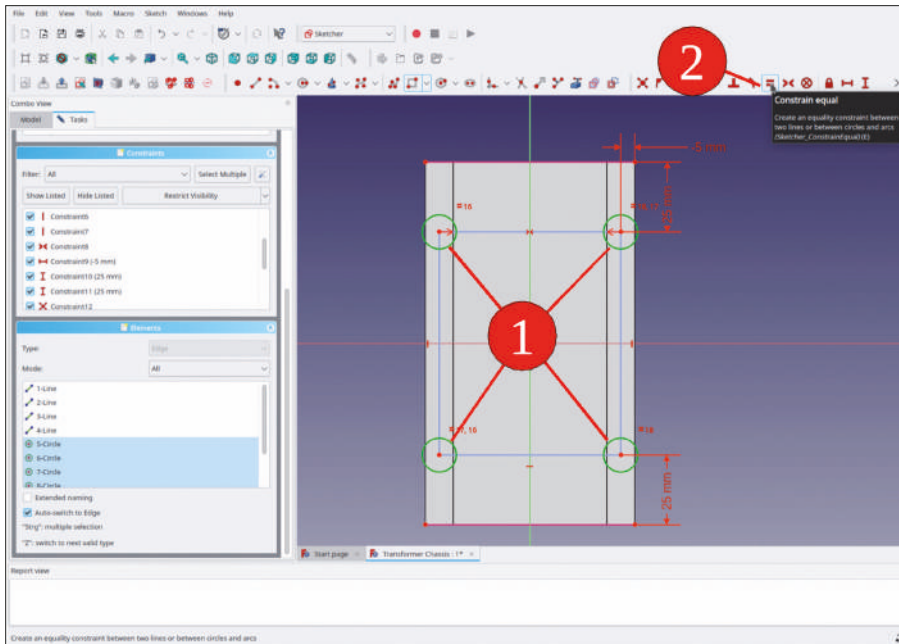 File Edit View Tools Macro Sketch Windows Help
Sketcher
2
Constrain equal
Create an equality constraint between
two lines or between circles and arcs
(Sketcher_ConstrainEqual) (E)
Combo View
Model Tasks
Constraints
Filter: All Select Multiple
Show Listed Hide Listed Restrict Visibility
Constraint6
Constraint7
Constraint8
Constraint9 (-5 mm)
Constraint10 (25 mm)
Constraint11 (25 mm)
Constraint12
Elements
Type: Edge
Mode: All
1-Line
2-Line
3-Line
4-Line
5-Circle
6-Circle
7-Circle
8-Circle
Extended naming
Auto-switch to Edge
"Strg": multiple selection
"Z": switch to next valid type
-5 mm
25 mm
=16
1
25 mm
Start page Transformer Chassis : 1*
Report view
Create an equality constraint between two lines or between circles and arcs